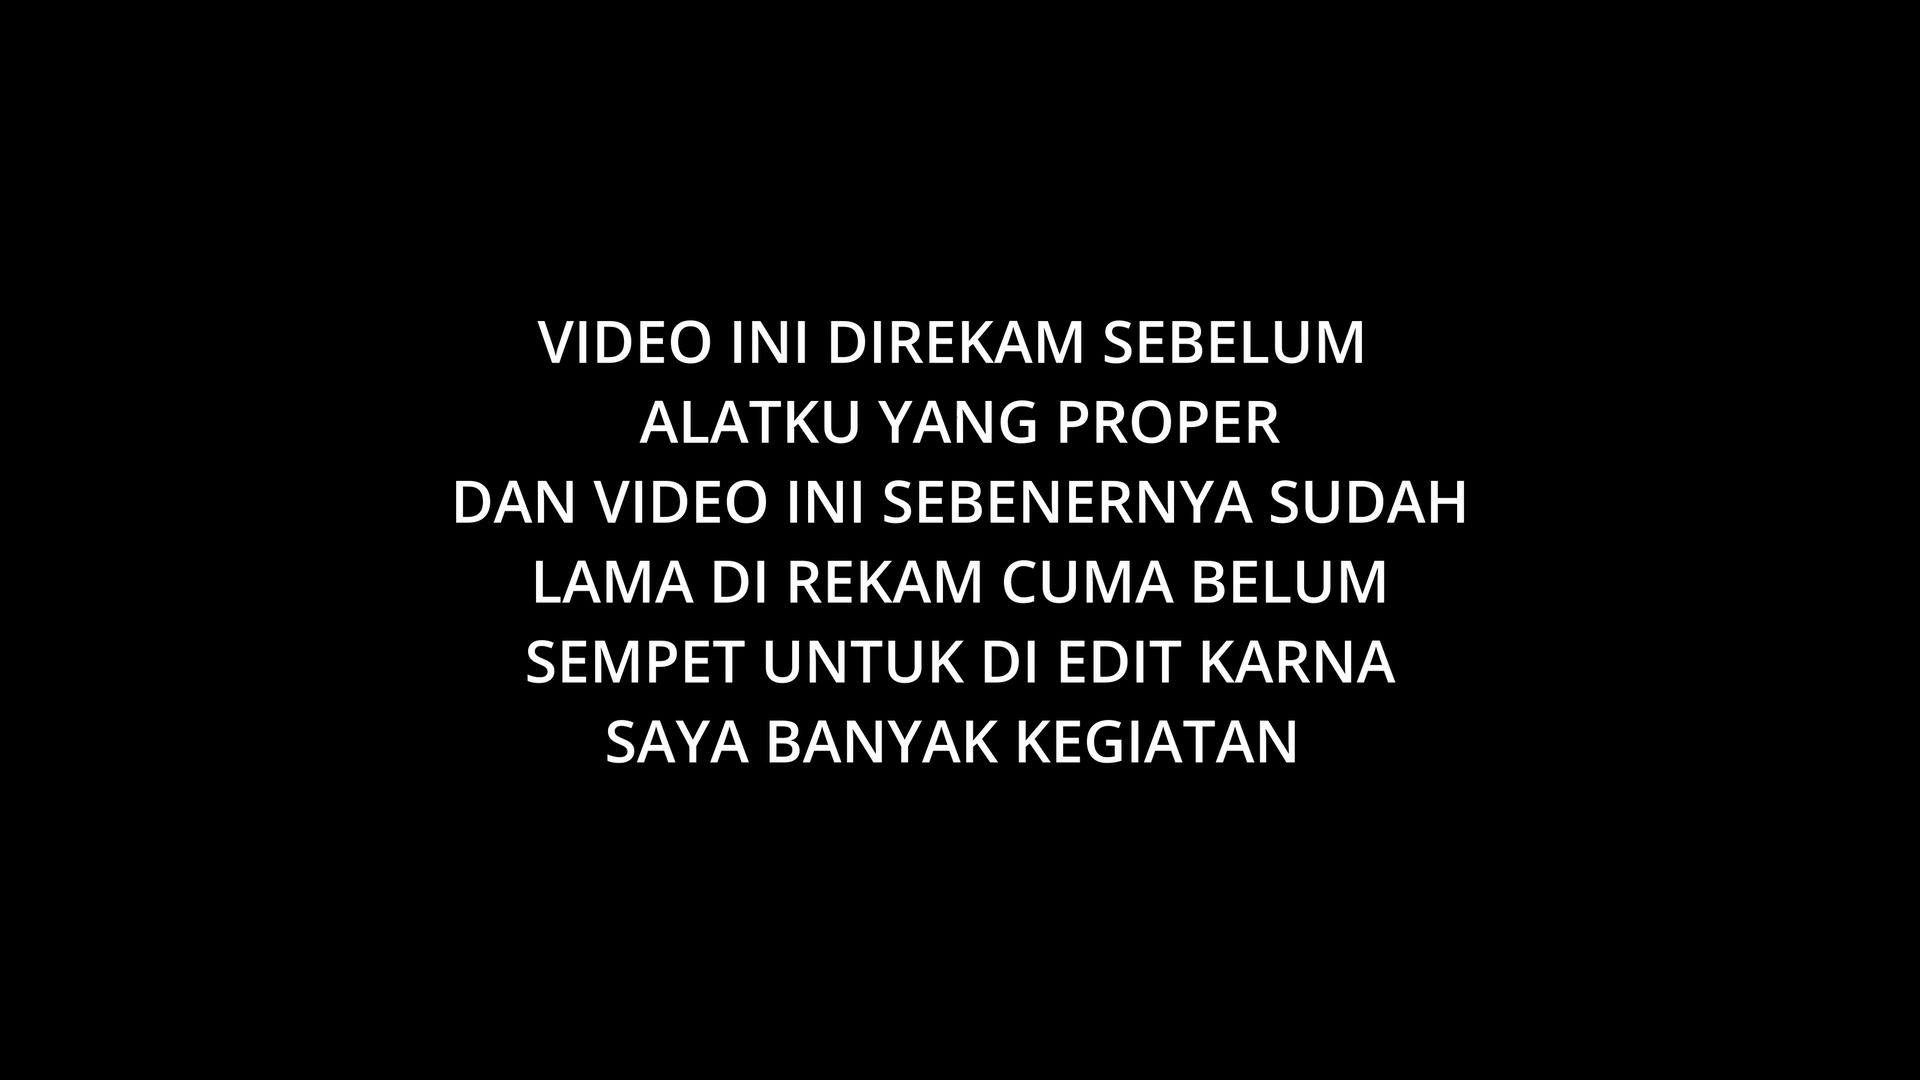 VIDEO INI DIREKAM SEBELUM
ALATKU YANG PROPER
DAN VIDEO INI SEBENERNYA SUDAH
LAMA DI REKAM CUMA BELUM
SEMPET UNTUK DI EDIT KARNA
SAYA BANYAK KEGIATAN